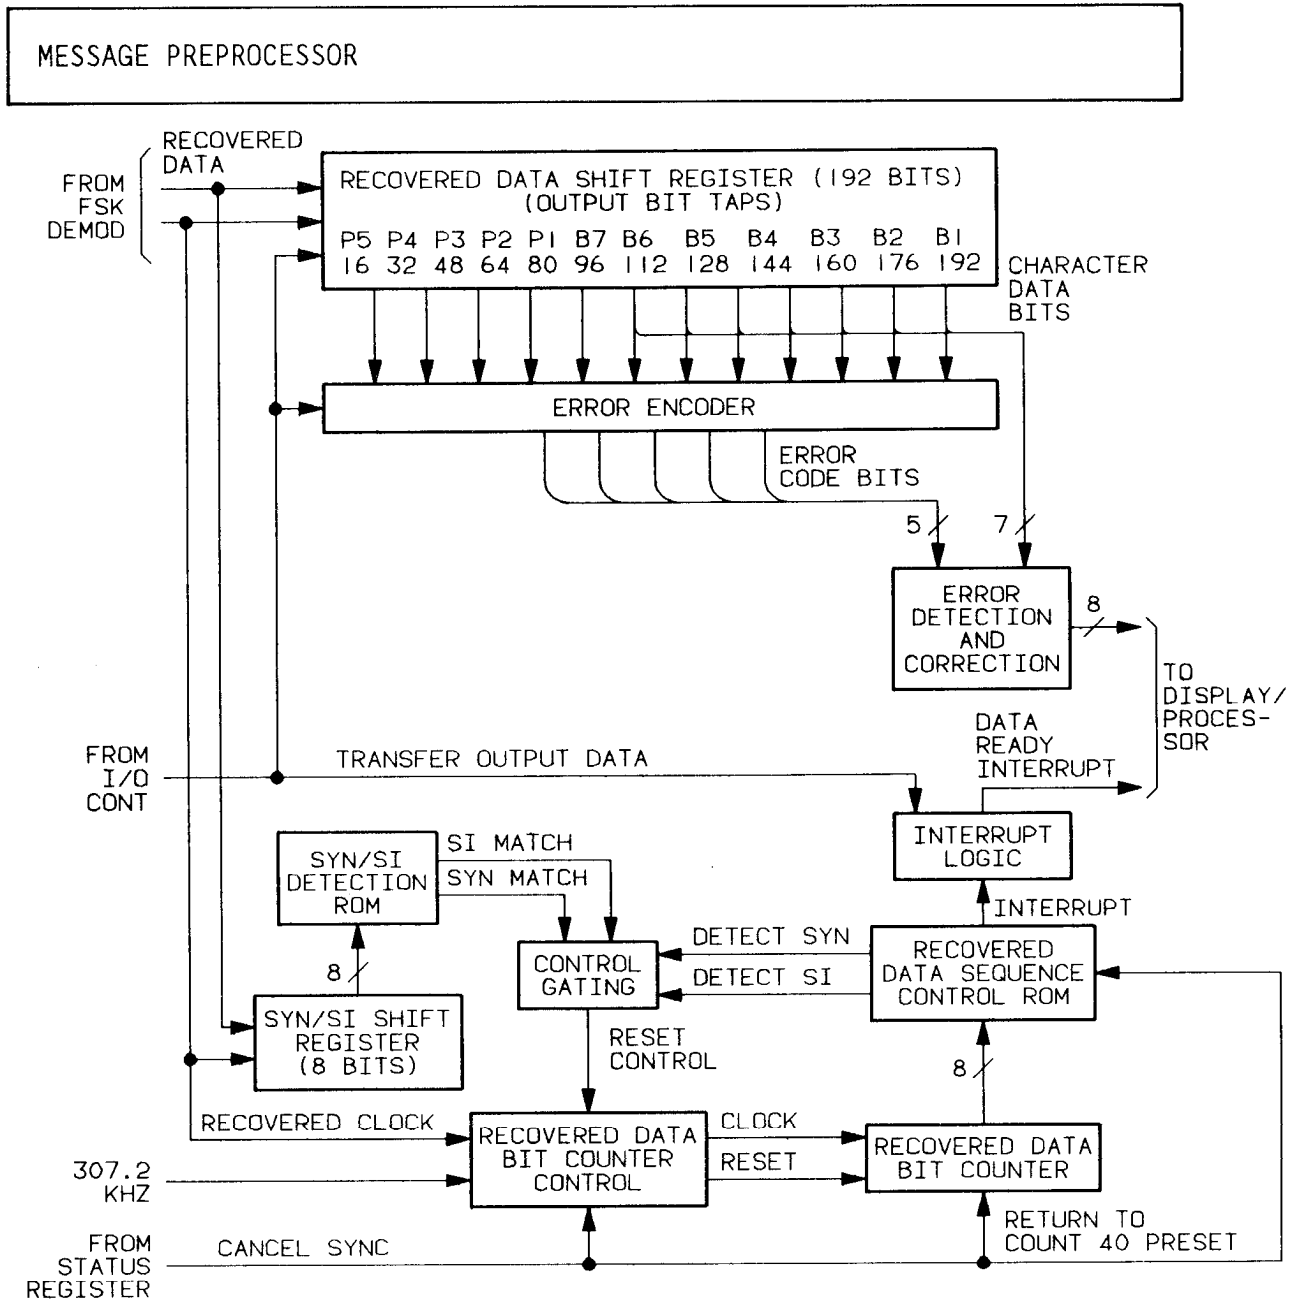 MESSAGE PREPROCESSOR
RECOVERED
DATA
FROM
FSK
DEMOD
RECOVERED DATA SHIFT REGISTER (192 BITS)
(OUTPUT BIT TAPS)
P5 P4 P3 P2 P1 B7 B6 B5 B4 B3 B2 B1
16 32 48 64 80 96 112 128 144 160 176 192
CHARACTER
DATA
BITS
ERROR ENCODER
ERROR
CODE BITS
5 7
ERROR
DETECTION
AND
CORRECTION
8
TO
DISPLAY/
PROCES-
SOR
DATA
READY
INTERRUPT
FROM
I/O
CONT
TRANSFER OUTPUT DATA
INTERRUPT
LOGIC
SYN/SI
DETECTION
ROM
SI MATCH
SYN MATCH
INTERRUPT
8
CONTROL
GATING
DETECT SYN
DETECT SI
RECOVERED
DATA SEQUENCE
CONTROL ROM
SYN/SI SHIFT
REGISTER
(8 BITS)
RESET
CONTROL
8
RECOVERED CLOCK
RECOVERED DATA
BIT COUNTER
CONTROL
CLOCK
RESET
RECOVERED DATA
BIT COUNTER
307.2
KHZ
FROM
STATUS
REGISTER
CANCEL SYNC
RETURN TO
COUNT 40 PRESET